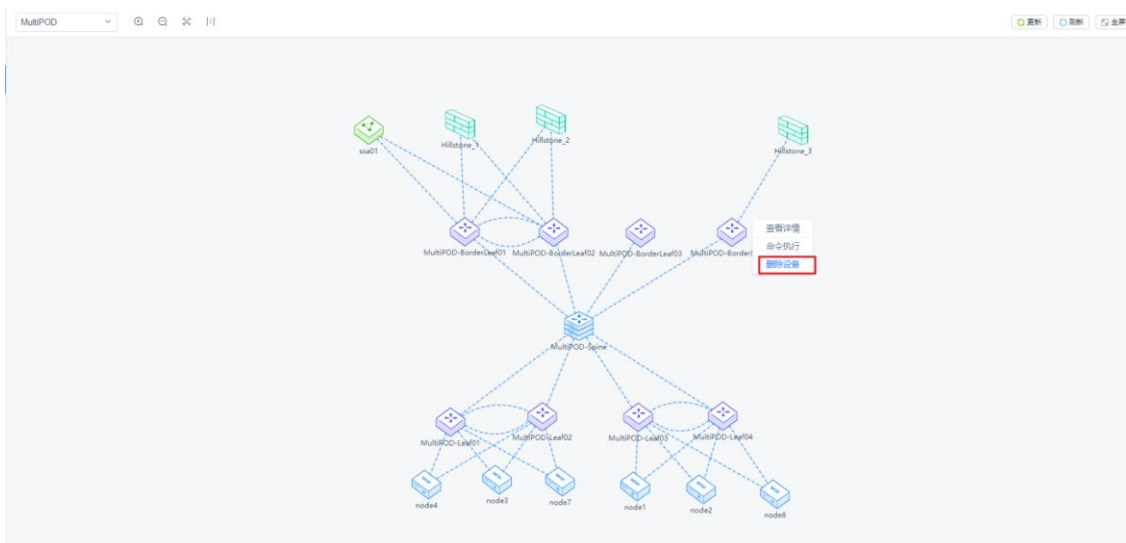 MultiPOD
更新
刷新
全屏
ssa01
Hillstone_1
Hillstone_2
Hillstone_3
MultiPOD-BorderLeaf01
MultiPOD-BorderLeaf02
MultiPOD-BorderLeaf03
MultiPOD-Borderl
查看详情
命令执行
删除设备
MultiPOD-Spine
MultiPOD-Leaf01
MultiPOD-Leaf02
MultiPOD-Leaf03
MultiPOD-Leaf04
node4
node3
node7
node1
node2
node6